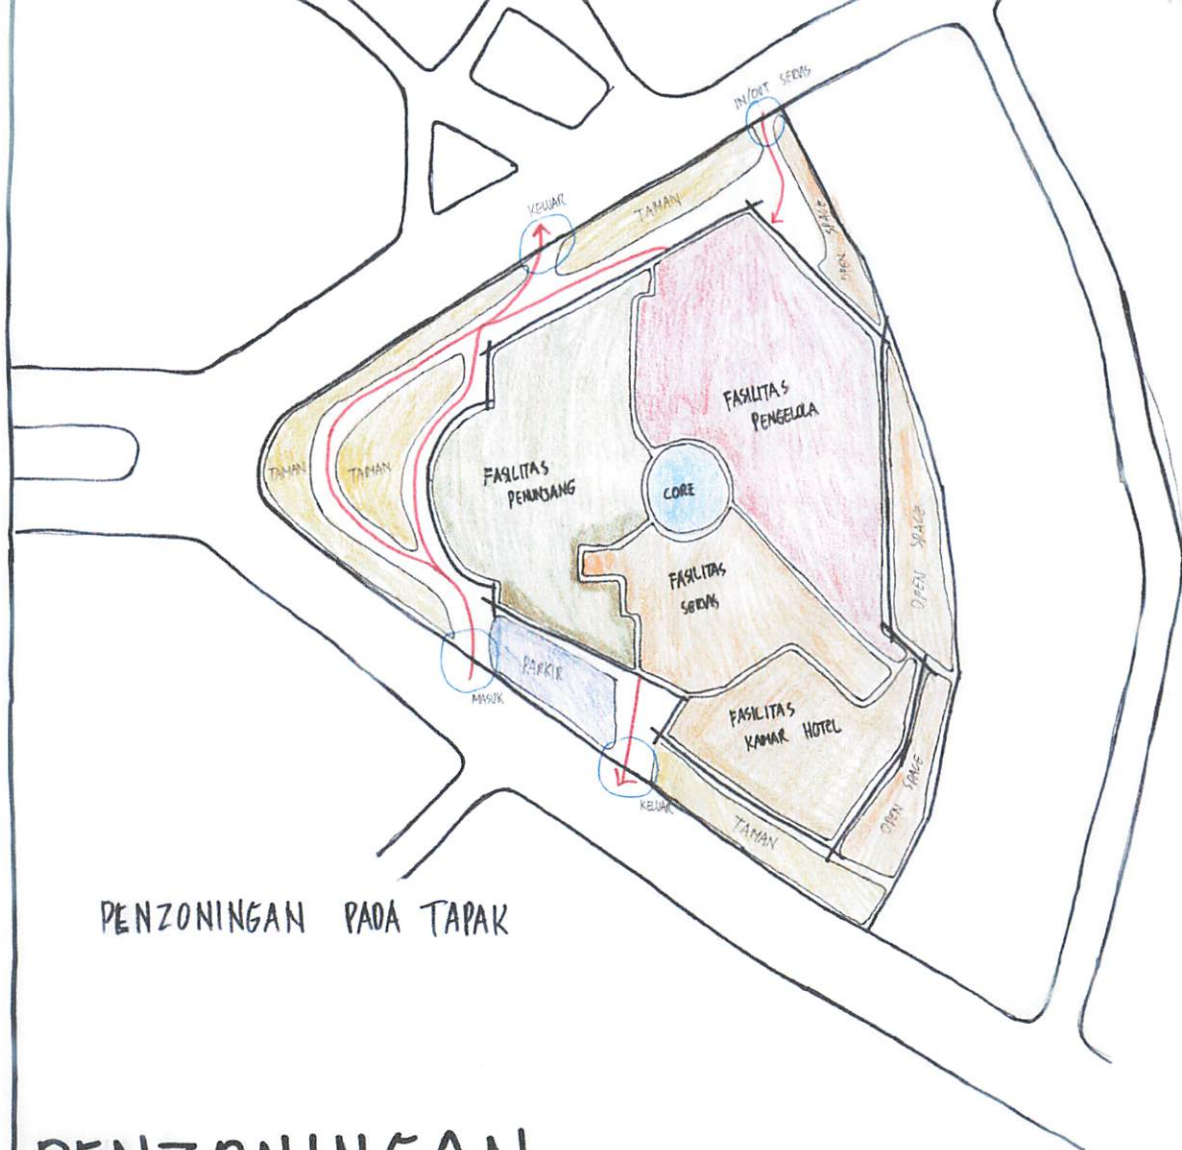 IN/OUT SERVIS
KELUAR
TAMAN
OPEN SPACE
FASILITAS
PENGELOLA
TAMAN
TAMAN
FASILITAS
PENUNJANG
CORE
OPEN SPACE
FASILITAS
SERVIS
PARKIR
MASUK
FASILITAS
KAMAR HOTEL
OPEN SPACE
KELUAR
TAMAN
PENZONINGAN PADA TAPAK
PENZONINGAN